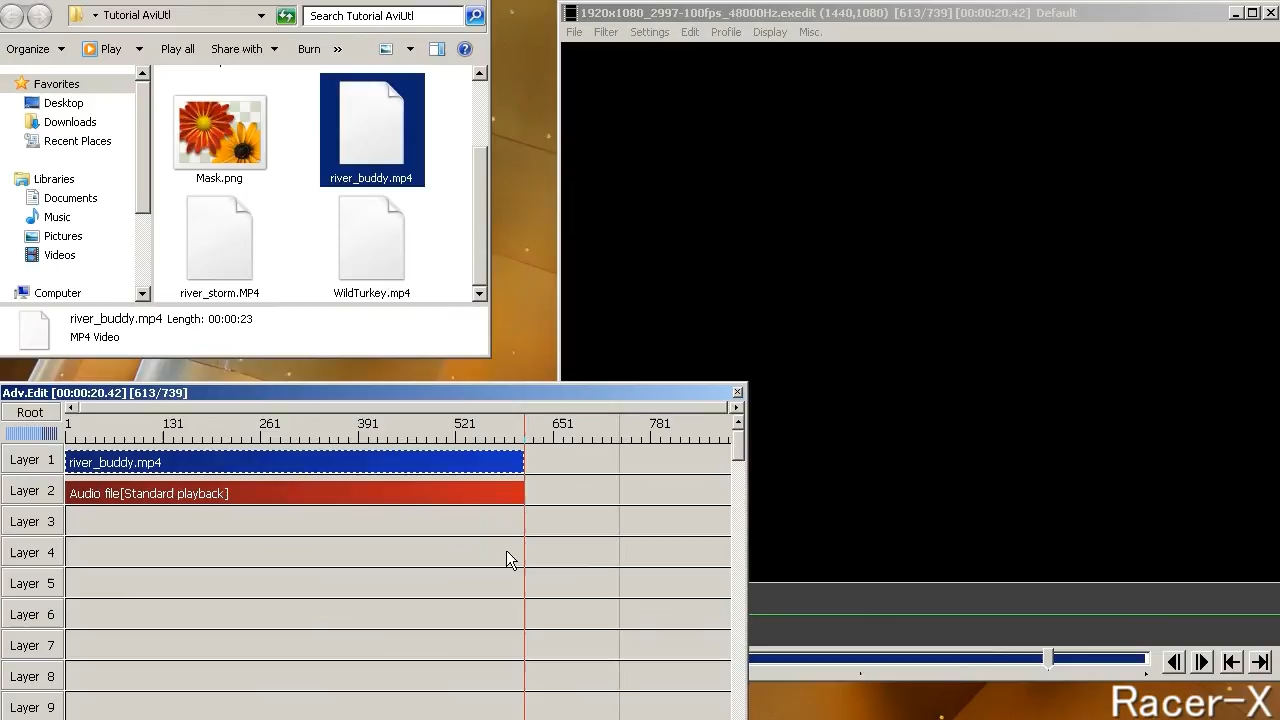 Tutorial AviUtl
Search Tutorial AviUtl
Organize
Play
Play all
Share with
Burn
»
Favorites
Desktop
Downloads
Recent Places
Libraries
Documents
Music
Pictures
Videos
Computer
Mask.png
river_buddy.mp4
river_storm.MP4
WildTurkey.mp4
river_buddy.mp4 Length: 00:00:23
MP4 Video
1920x1080_2997-100fps_48000Hz.exedit (1440,1080) [613/739] [00:00:20.42] Default
File Filter Settings Edit Profile Display Misc.
Adv.Edit [00:00:20.42] [613/739]
Root
1 131 261 391 521 651 781
Layer 1
river_buddy.mp4
Layer 2
Audio file[Standard playback]
Layer 3
Layer 4
Layer 5
Layer 6
Layer 7
Layer 8
Layer 9
Racer-X